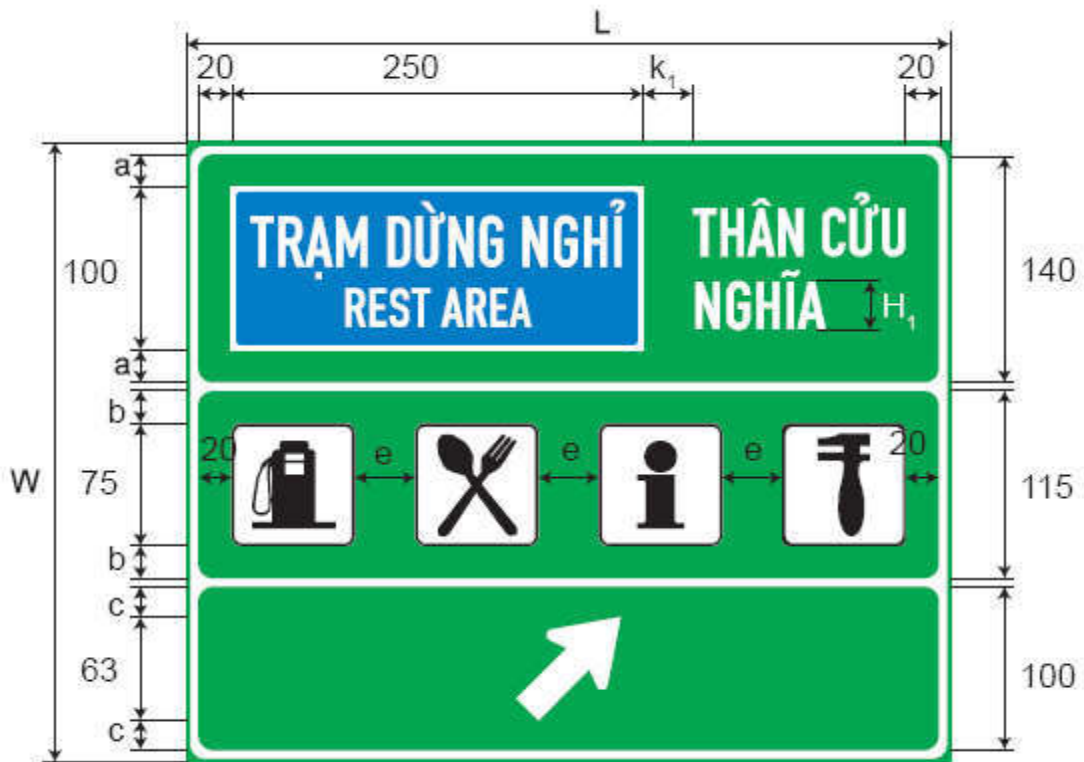 L
20 250 k1 20
a
100
a
TRẠM DỪNG NGHỈ
REST AREA
THÂN CỬU
NGHĨA
H1
140
b
W 75
b
20 e e e 20
115
c
63
c
100